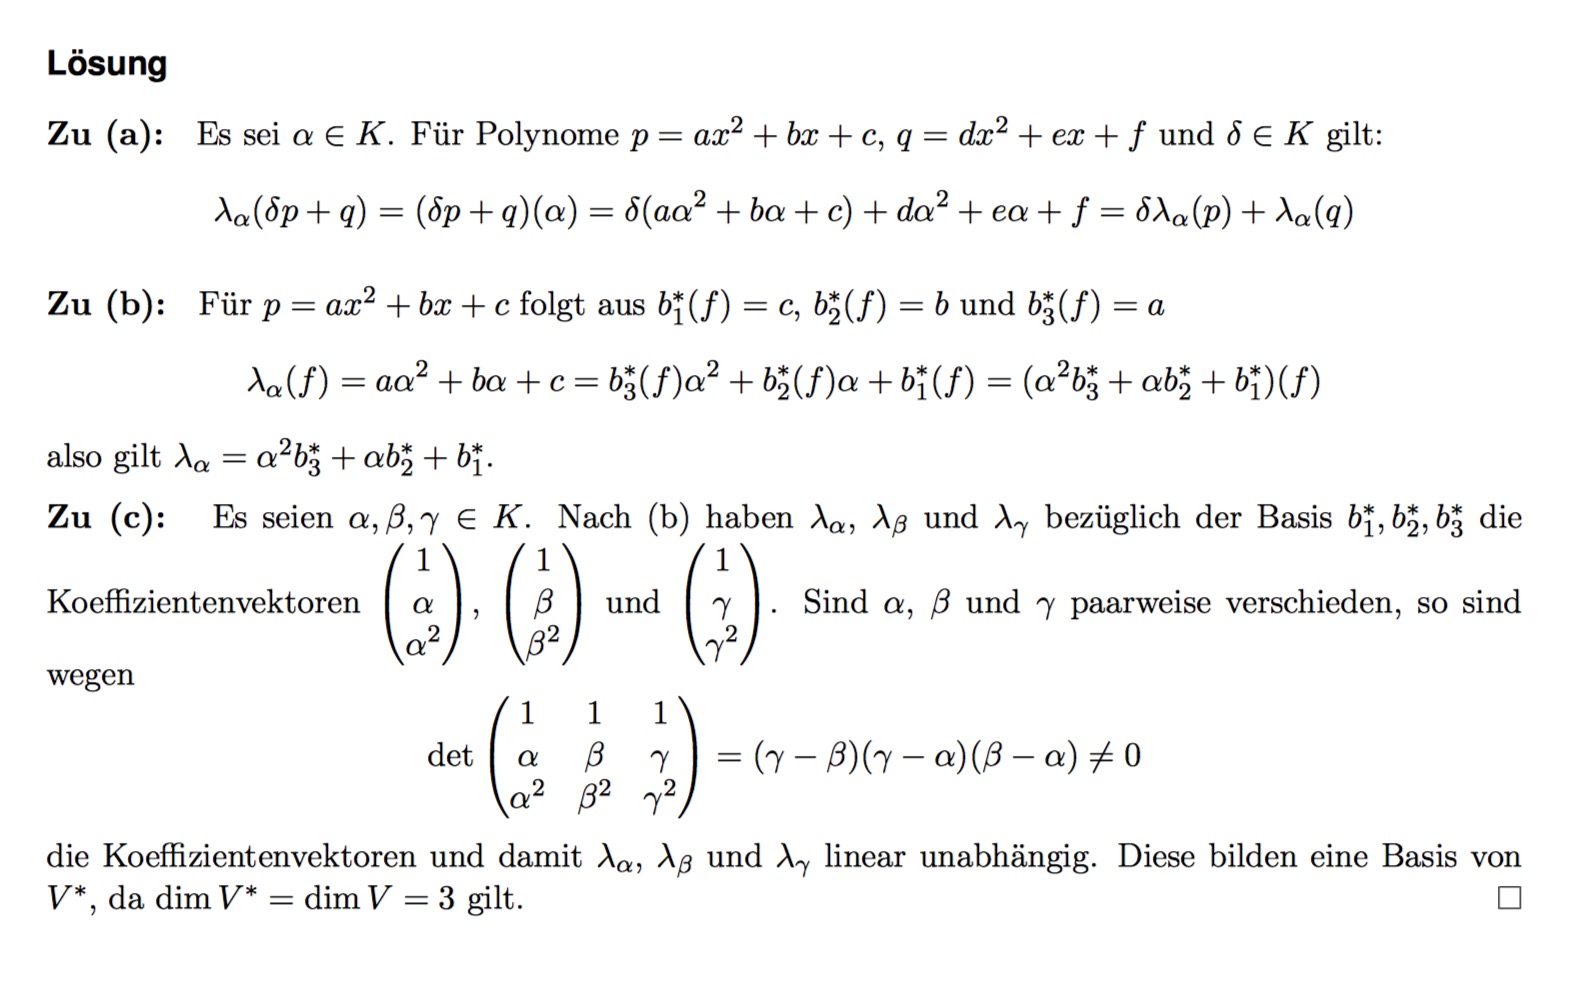 Lösung
Zu (a): Es sei α ∈ K. Für Polynome p = ax² + bx + c, q = dx² + ex + f und δ ∈ K gilt:
λ_α(δp + q) = (δp + q)(α) = δ(aα² + bα + c) + dα² + eα + f = δλ_α(p) + λ_α(q)
Zu (b): Für p = ax² + bx + c folgt aus b₁*(f) = c, b₂*(f) = b und b₃*(f) = a
λ_α(f) = aα² + bα + c = b₃*(f)α² + b₂*(f)α + b₁*(f) = (α²b₃* + αb₂* + b₁*)(f)
also gilt λ_α = α²b₃* + αb₂* + b₁*.
Zu (c): Es seien α, β, γ ∈ K. Nach (b) haben λ_α, λ_β und λ_γ bezüglich der Basis b₁*, b₂*, b₃* die
Koeffizientenvektoren (1 α α²), (1 β β²) und (1 γ γ²). Sind α, β und γ paarweise verschieden, so sind
wegen
det (1 1 1
α β γ
α² β² γ²) = (γ − β)(γ − α)(β − α) ≠ 0
die Koeffizientenvektoren und damit λ_α, λ_β und λ_γ linear unabhängig. Diese bilden eine Basis von
V*, da dim V* = dim V = 3 gilt. □